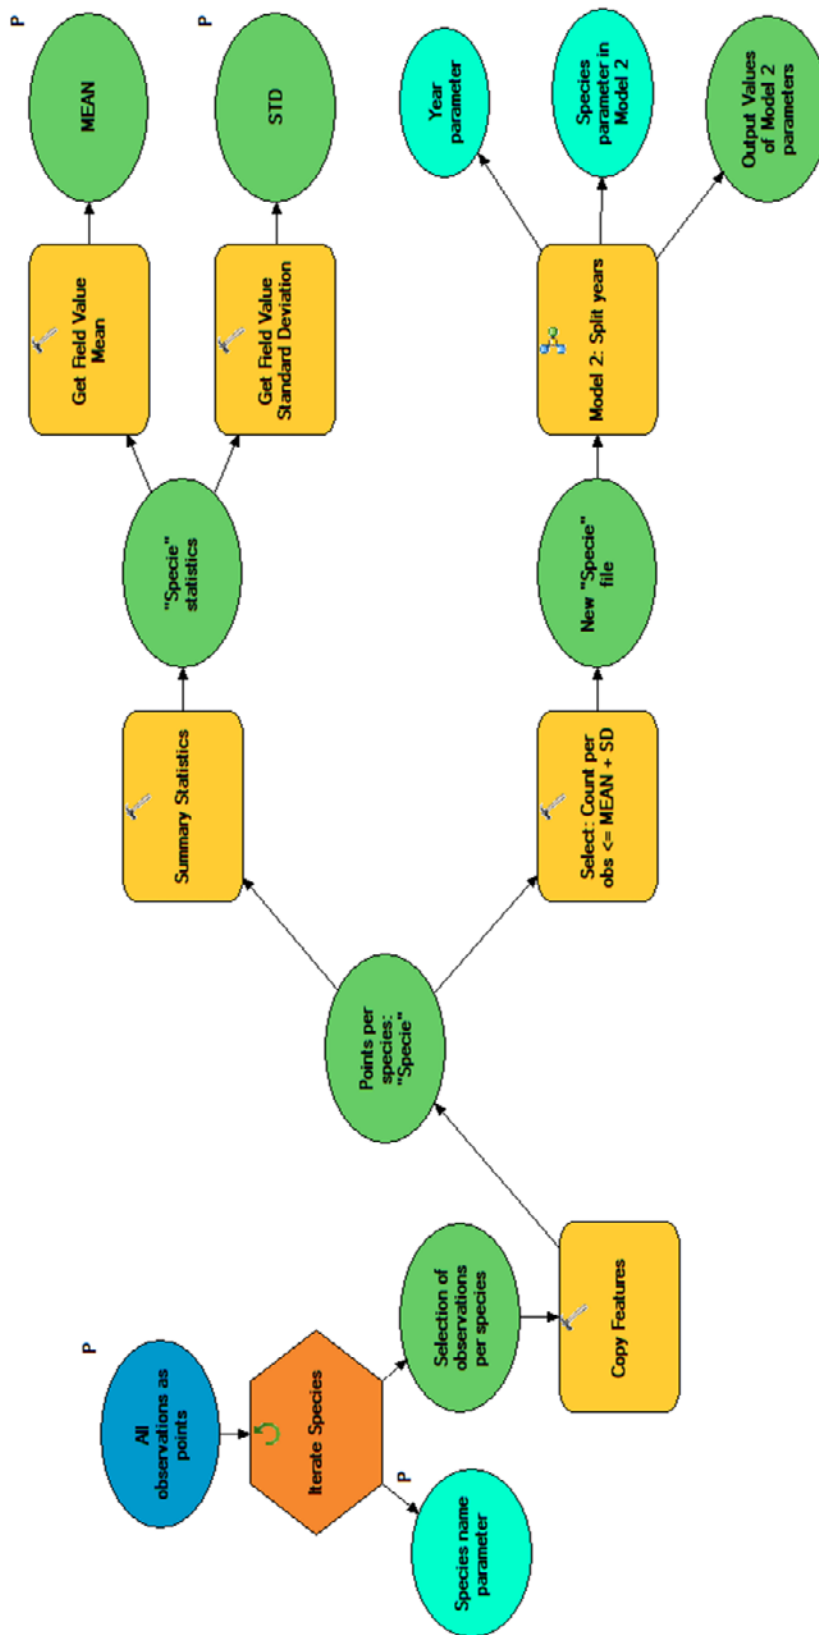 P
All
observations as
points
Iterate Species
P
Species name
parameter
Selection of
observations
per species
Copy Features
Points per
species:
"Specie"
Summary Statistics
"Specie"
statistics
Get Field Value
Mean
MEAN
P
Get Field Value
Standard Deviation
STD
P
Select: Count per
obs <= MEAN + SD
New "Specie"
file
Model 2: Split years
Year
parameter
Species
parameter in
Model 2
Output Values
of Model 2
parameters